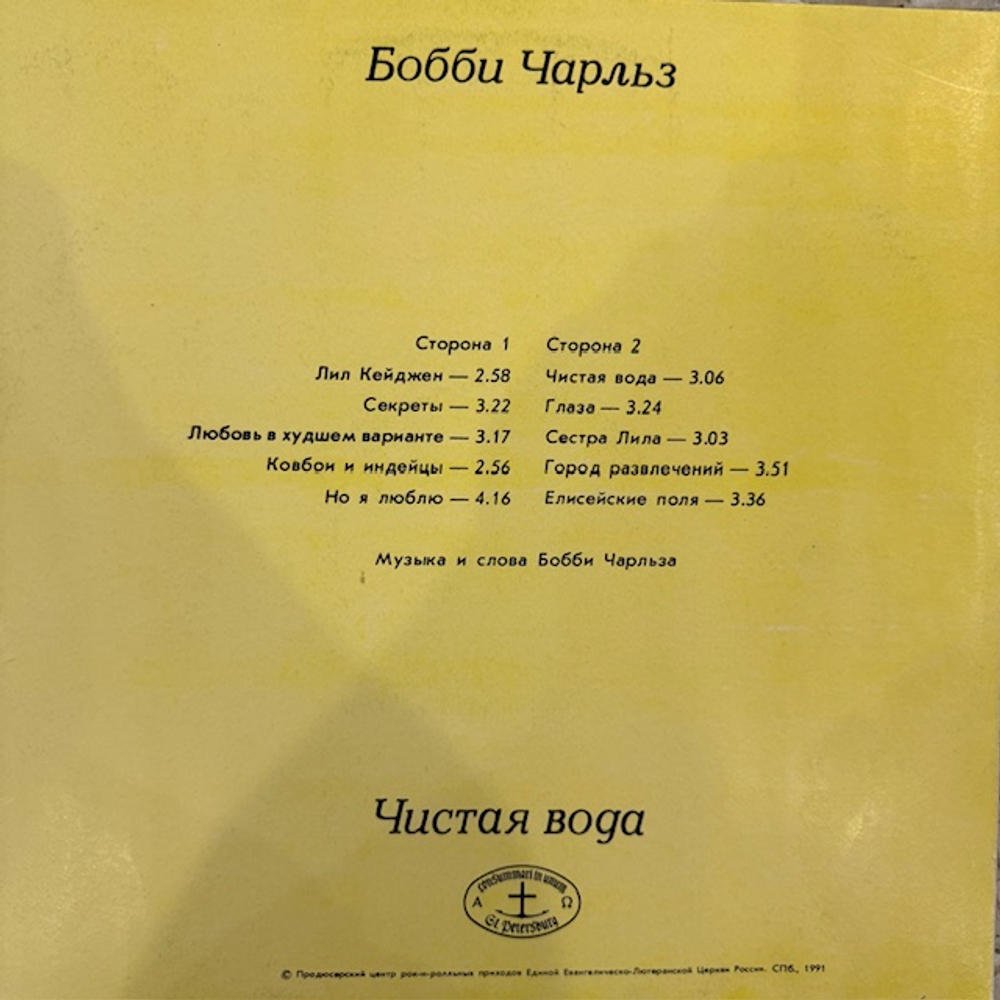 Бобби Чарльз
Сторона 1
Лил Кейджен — 2.58
Секреты — 3.22
Любовь в худшем варианте — 3.17
Ковбои и индейцы — 2.56
Но я люблю — 4.16
Сторона 2
Чистая вода — 3.06
Глаза — 3.24
Сестра Лила — 3.03
Город развлечений — 3.51
Елисейские поля — 3.36
Музыка и слова Бобби Чарльза
Чистая вода
consummari in unum
Α Ω
St. Petersburg
© Продюсерский центр рок-н-ролльных приходов Единой Евангелическо-Лютеранской Церкви России. СПб., 1991